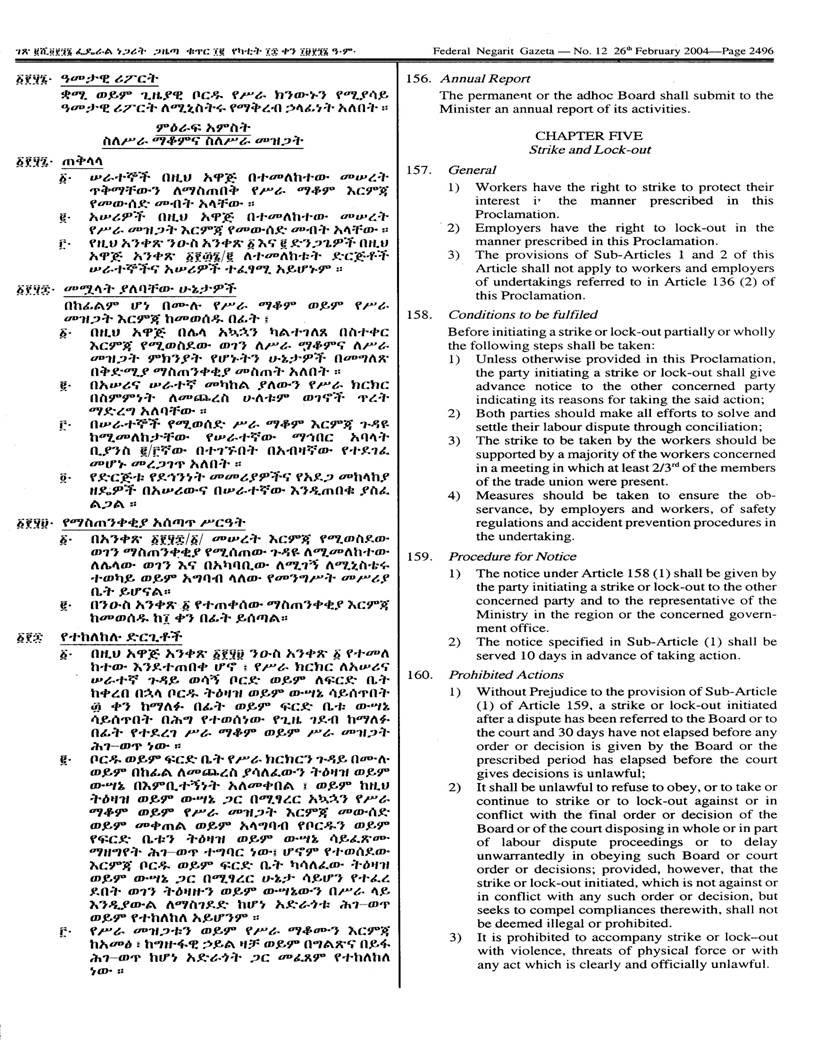 ገጽ ፪ሺ፬፻፺፮ ፌደራል ነጋሪት ጋዜጣ ቁጥር ፲፪ የካቲት ፲፰ ቀን ፲፱፻፺፮ ዓ·ም·
Federal Negarit Gazeta — No. 12 26th February 2004—Page 2496
፩፻፶፮· ዓመታዊ ሪፖርት
ቋሚ ወይም ጊዜያዊ ቦርዱ የሥራ ክንውኑን የሚያሳይ
ዓመታዊ ሪፖርት ለሚኒስትሩ የማቅረብ ኃላፊነት አለበት ።
ምዕራፍ አምስት
ስለሥራ ማቆምና ስለሥራ መዝጋት
፩፻፶፯· ጠቅላላ
፩· ሠራተኞች በዚህ አዋጅ በተመለከተው መሠረት
ጥቅማቸውን ለማስጠበቅ የሥራ ማቆም እርምጃ
የመውሰድ መብት አላቸው ።
፪· አሠሪዎች በዚህ አዋጅ በተመለከተው መሠረት
የሥራ መዝጋት እርምጃ የመውሰድ መብት አላቸው ።
፫· የዚህ አንቀጽ ንዑስ አንቀጽ ፩ እና ፪ ድንጋጌዎች በዚህ
አዋጅ አንቀጽ ፩፻፴፮/፪ ለተመለከቱት ድርጅቶች
ሠራተኞችና አሠሪዎች ተፈፃሚ አይሆኑም ።
፩፻፶፰· መሟላት ያለባቸው ሁኔታዎች
በከፊልም ሆነ በሙሉ የሥራ ማቆም ወይም የሥራ
መዝጋት እርምጃ ከመወሰዱ በፊት ፤
፩· በዚህ አዋጅ በሌላ አኳኋን ካልተገለጸ በስተቀር
እርምጃ የሚወስደው ወገን ለሥራ ማቆምና ለሥራ
መዝጋት ምክንያት የሆኑትን ሁኔታዎች በመግለጽ
በቅድሚያ ማስጠንቀቂያ መስጠት አለበት ።
፪· በአሠሪና ሠራተኛ መካከል ያለውን የሥራ ክርክር
በስምምነት ለመጨረስ ሁለቱም ወገኖች ጥረት
ማድረግ አለባቸው ።
፫· በሠራተኞች የሚወሰድ ሥራ ማቆም እርምጃ ጉዳዩ
ከሚመለከታቸው የሠራተኛው ማኅበር አባላት
ቢያንስ ፪/፫ኛው በተገኙበት በአብዛኛው የተደገፈ
መሆኑ መረጋገጥ አለበት ።
፬· የድርጅቱ የደኅንነት መመሪያዎችና የአደጋ መከላከያ
ዘዴዎች በአሠሪውና በሠራተኛው እንዲጠበቁ ያስፈ
ልጋል ።
፩፻፶፱· የማስጠንቀቂያ አሰጣጥ ሥርዓት
፩· በአንቀጽ ፩፻፶፰/፩/ መሠረት እርምጃ የሚወስደው
ወገን ማስጠንቀቂያ የሚሰጠው ጉዳዩ ለሚመለከተው
ለሌላው ወገን እና በአካባቢው ለሚገኝ ለሚኒስቴሩ
ተወካይ ወይም አግባብ ላለው የመንግሥት መሥሪያ
ቤት ይሆናል።
፪· በንዑስ አንቀጽ ፩ የተጠቀሰው ማስጠንቀቂያ እርምጃ
ከመወሰዱ ከ፲ ቀን በፊት ይሰጣል።
፩፻፷ የተከለከሉ ድርጊቶች
፩· በዚህ አዋጅ አንቀጽ ፩፻፶፱ ንዑስ አንቀጽ ፩ የተመለ
ከተው እንደተጠበቀ ሆኖ ፤ የሥራ ክርክር ለአሠሪና
ሠራተኛ ጉዳይ ወሳኝ ቦርድ ወይም ለፍርድ ቤት
ከቀረበ በኋላ ቦርዱ ትዕዛዝ ወይም ውሣኔ ሳይሰጥበት
፴ ቀን ከማለፉ በፊት ወይም ፍርድ ቤቱ ውሣኔ
ሳይሰጥበት በሕግ የተወሰነው የጊዜ ገደብ ከማለፉ
በፊት የተደረገ ሥራ ማቆም ወይም ሥራ መዝጋት
ሕገ–ወጥ ነው ።
፪· ቦርዱ ወይም ፍርድ ቤት የሥራ ክርክርን ጉዳይ በሙሉ
ወይም በከፊል ለመጨረስ ያሳለፈውን ትዕዛዝ ወይም
ውሣኔ በእምቢተኝነት አለመቀበል ፤ ወይም ከዚህ
ትዕዛዝ ወይም ውሣኔ ጋር በሚፃረር አኳኋን የሥራ
ማቆም ወይም የሥራ መዝጋት እርምጃ መውሰድ
ወይም መቀጠል ወይም አላግባብ የቦርዱን ወይም
የፍርድ ቤቱን ትዕዛዝ ወይም ውሣኔ ሳይፈጽሙ
ማዘግየት ሕገ–ወጥ ተግባር ነው፤ ሆኖም የተወሰደው
እርምጃ ቦርዱ ወይም ፍርድ ቤት ካሳለፈው ትዕዛዝ
ወይም ውሣኔ ጋር በሚፃረር ሁኔታ ሳይሆን የተፈረ
ደበት ወገን ትዕዛዙን ወይም ውሣኔውን በሥራ ላይ
እንዲያውል ለማስገደድ ከሆነ አድራጎቱ ሕገ–ወጥ
ወይም የተከለከለ አይሆንም ።
፫· የሥራ መዝጋቱን ወይም የሥራ ማቆሙን እርምጃ
ከአመፅ ፤ ከግዙፋዊ ኃይል ዛቻ ወይም በግልጽና በይፋ
ሕገ–ወጥ ከሆነ አድራጎት ጋር መፈጸም የተከለከለ
ነው ።
156. Annual Report
The permanent or the adhoc Board shall submit to the
Minister an annual report of its activities.
CHAPTER FIVE
Strike and Lock-out
157. General
1) Workers have the right to strike to protect their
interest i the manner prescribed in this
Proclamation.
2) Employers have the right to lock-out in the
manner prescribed in this Proclamation.
3) The provisions of Sub-Articles 1 and 2 of this
Article shall not apply to workers and employers
of undertakings referred to in Article 136 (2) of
this Proclamation.
158. Conditions to be fulfiled
Before initiating a strike or lock-out partially or wholly
the following steps shall be taken:
1) Unless otherwise provided in this Proclamation,
the party initiating a strike or lock-out shall give
advance notice to the other concerned party
indicating its reasons for taking the said action;
2) Both parties should make all efforts to solve and
settle their labour dispute through conciliation;
3) The strike to be taken by the workers should be
supported by a majority of the workers concerned
in a meeting in which at least 2/3rd of the members
of the trade union were present.
4) Measures should be taken to ensure the ob-
servance, by employers and workers, of safety
regulations and accident prevention procedures in
the undertaking.
159. Procedure for Notice
1) The notice under Article 158 (1) shall be given by
the party initiating a strike or lock-out to the other
concerned party and to the representative of the
Ministry in the region or the concerned govern-
ment office.
2) The notice specified in Sub-Article (1) shall be
served 10 days in advance of taking action.
160. Prohibited Actions
1) Without Prejudice to the provision of Sub-Article
(1) of Article 159, a strike or lock-out initiated
after a dispute has been referred to the Board or to
the court and 30 days have not elapsed before any
order or decision is given by the Board or the
prescribed period has elapsed before the court
gives decisions is unlawful;
2) It shall be unlawful to refuse to obey, or to take or
continue to strike or to lock-out against or in
conflict with the final order or decision of the
Board or of the court disposing in whole or in part
of labour dispute proceedings or to delay
unwarrantedly in obeying such Board or court
order or decisions; provided, however, that the
strike or lock-out initiated, which is not against or
in conflict with any such order or decision, but
seeks to compel compliances therewith, shall not
be deemed illegal or prohibited.
3) It is prohibited to accompany strike or lock–out
with violence, threats of physical force or with
any act which is clearly and officially unlawful.